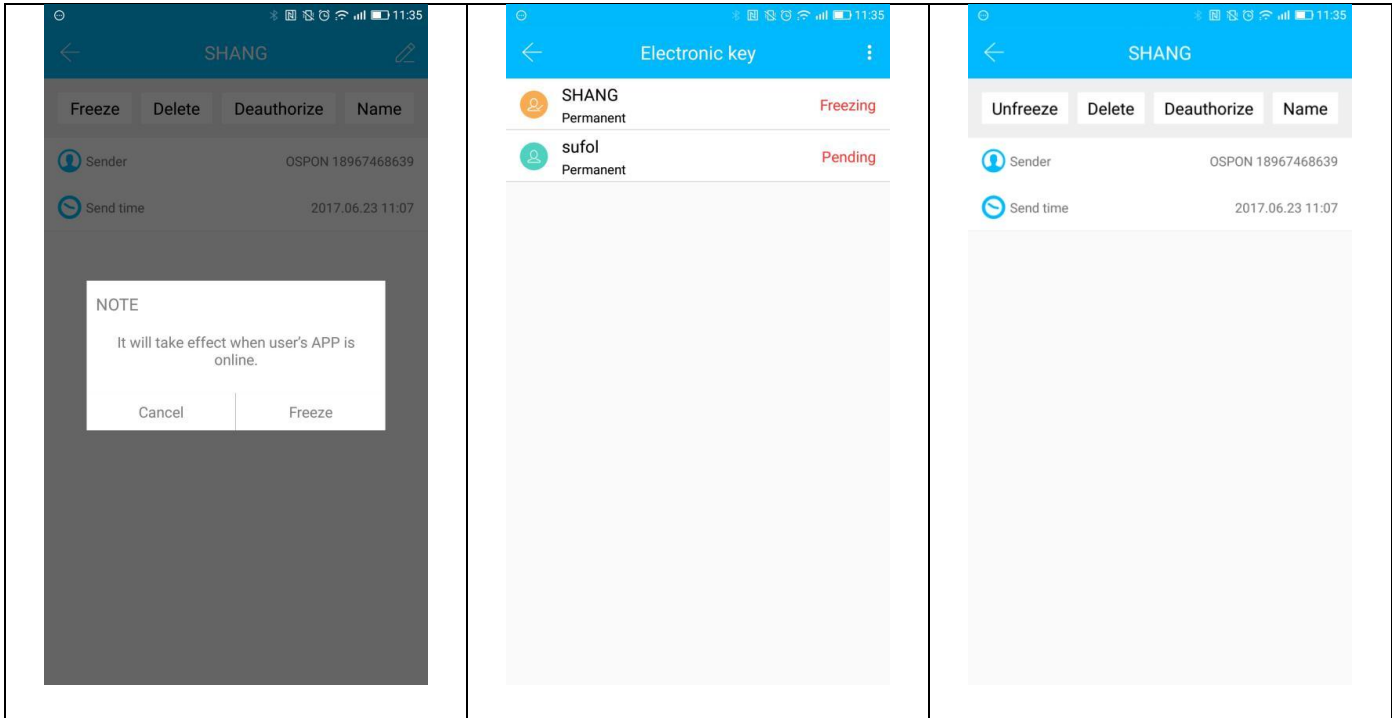 11:35
SHANG
Freeze Delete Deauthorize Name
Sender OSPON 18967468639
Send time 2017.06.23 11:07
NOTE
It will take effect when user's APP is
online.
Cancel Freeze
11:35
Electronic key
SHANG
Permanent
Freezing
sufol
Permanent
Pending
11:35
SHANG
Unfreeze Delete Deauthorize Name
Sender OSPON 18967468639
Send time 2017.06.23 11:07